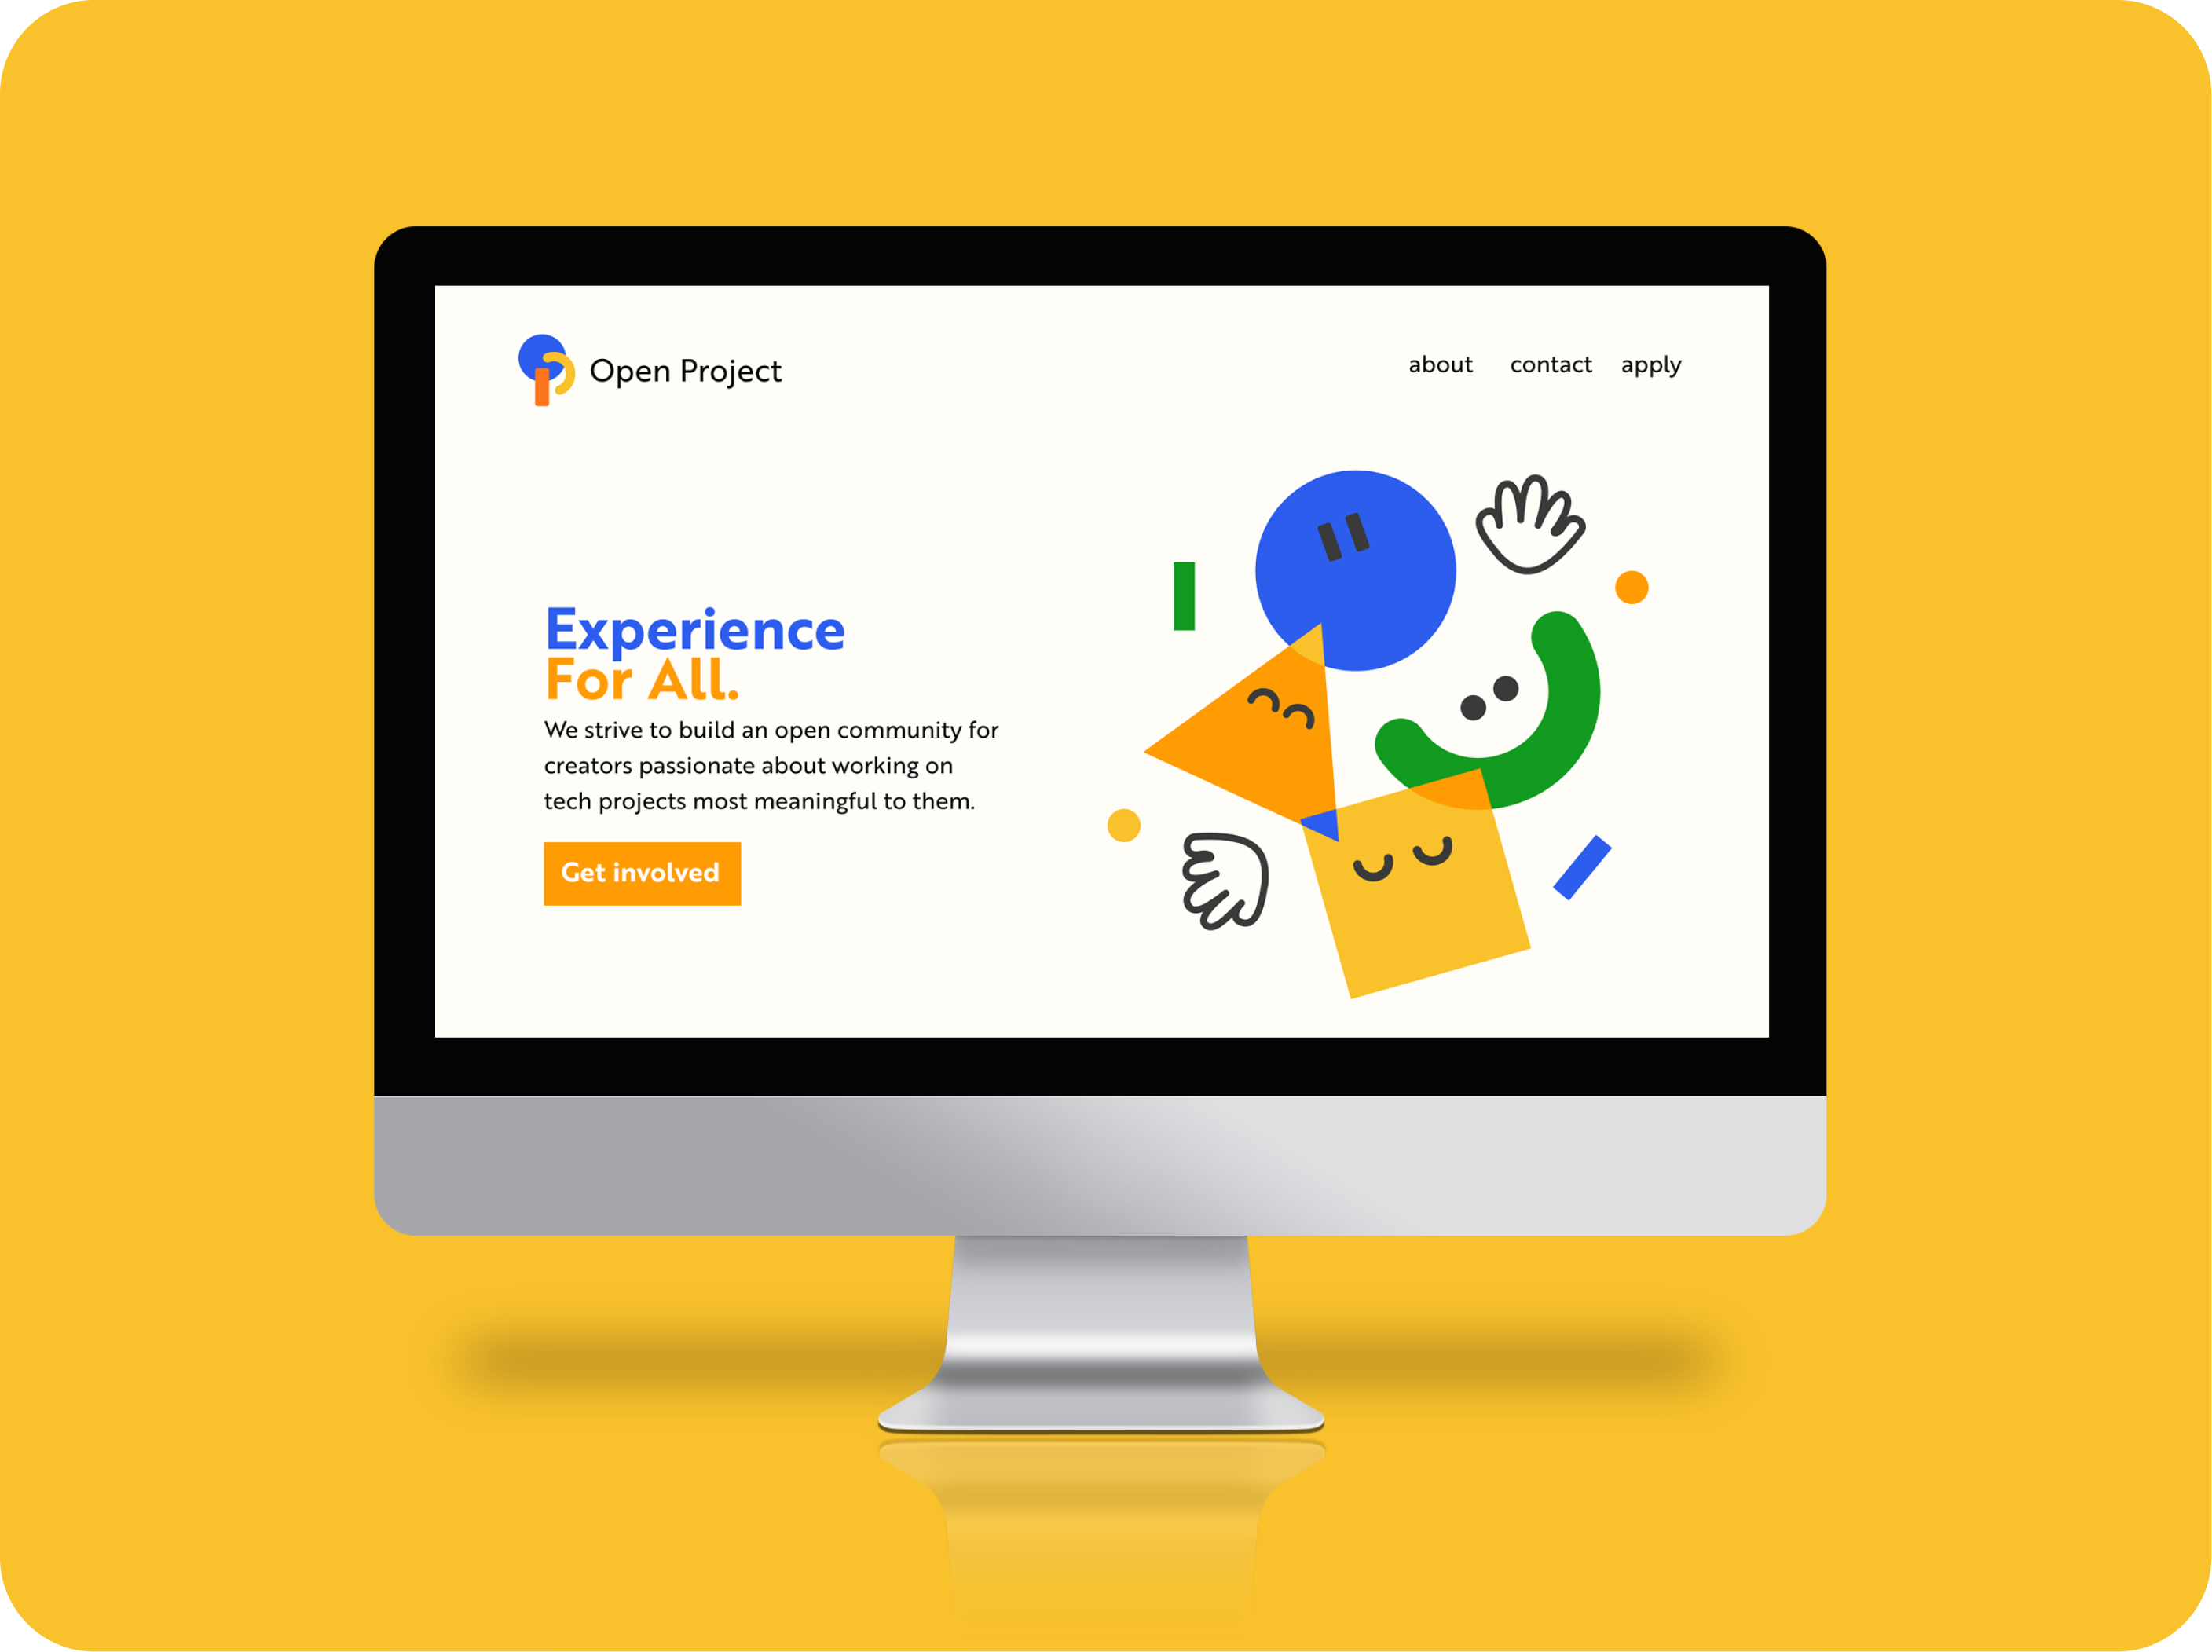 Open Project
about contact apply
Experience
For All.
We strive to build an open community for
creators passionate about working on
tech projects most meaningful to them.
Get involved